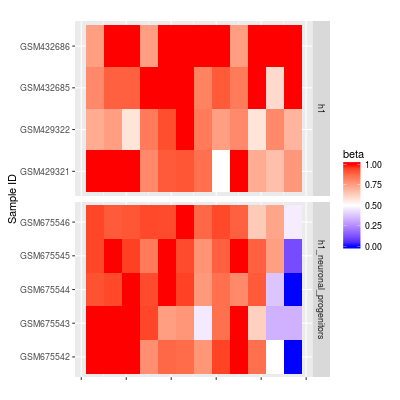 GSM432686
GSM432685
GSM429322
GSM429321
h1
GSM675546
GSM675545
GSM675544
GSM675543
GSM675542
h1_neuronal_progenitors
Sample ID
beta
1.00
0.75
0.50
0.25
0.00